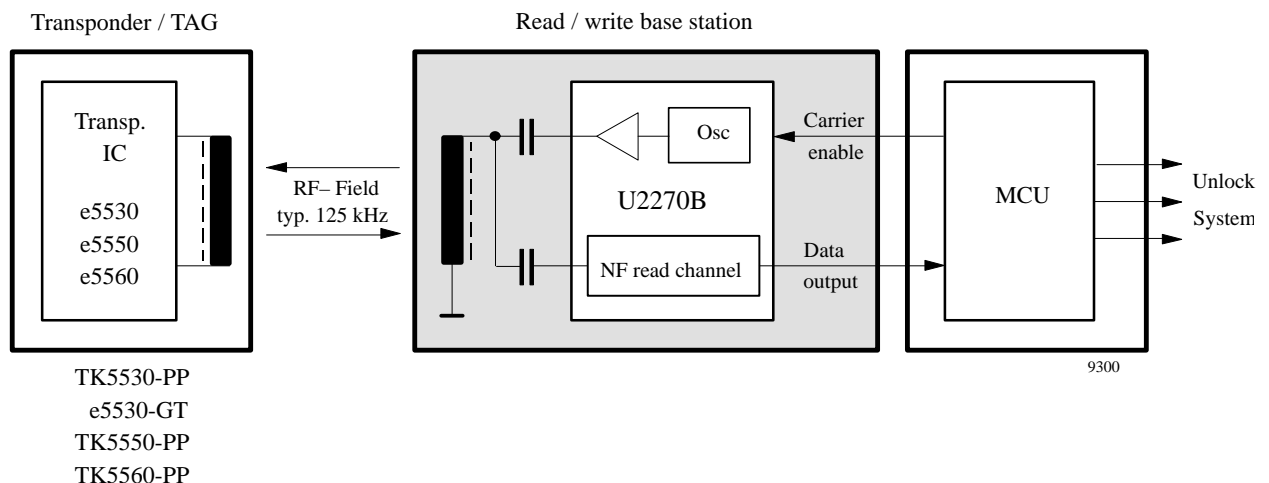 Transponder / TAG
Read / write base station
Transp.
IC
e5530
e5550
e5560
RF– Field
typ. 125 kHz
Osc
U2270B
NF read channel
Carrier
enable
Data
output
MCU
Unlock
System
9300
TK5530-PP
e5530-GT
TK5550-PP
TK5560-PP